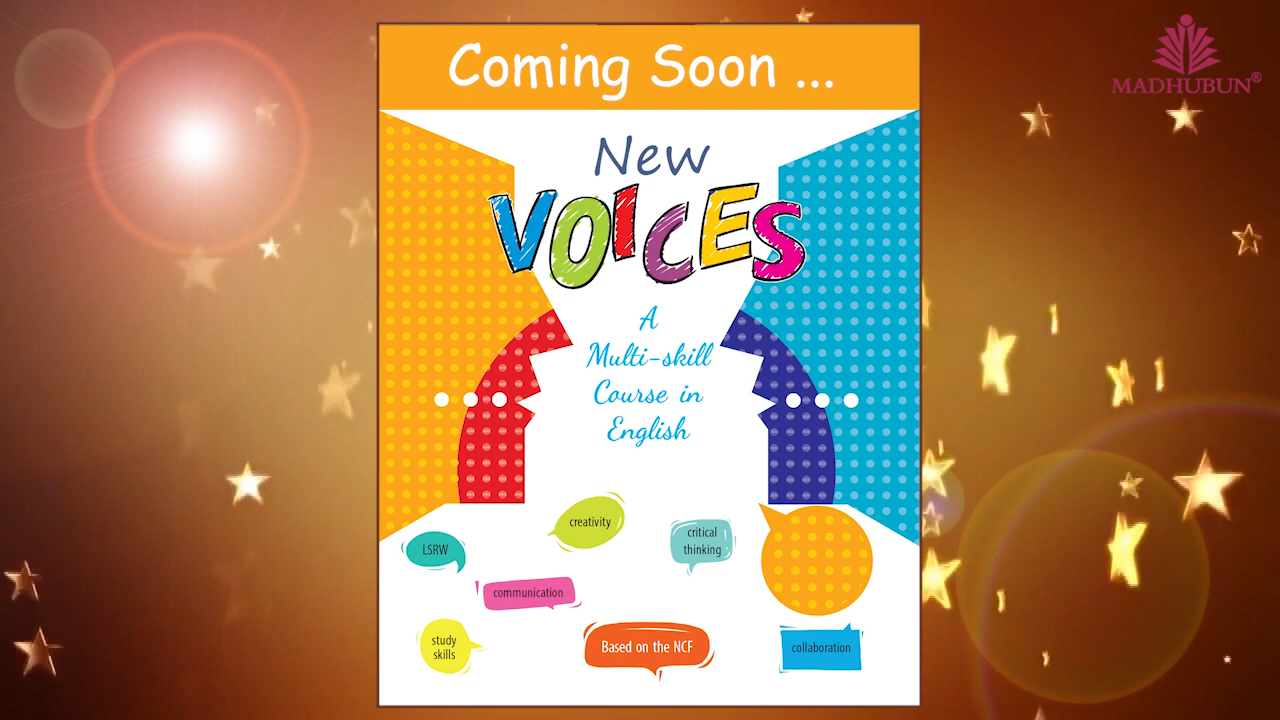 Coming Soon ...
MADHUBUN®
New
VOICES
A
Multi-skill
Course in
English
creativity
critical
thinking
LSRW
communication
study
skills
Based on the NCF
collaboration